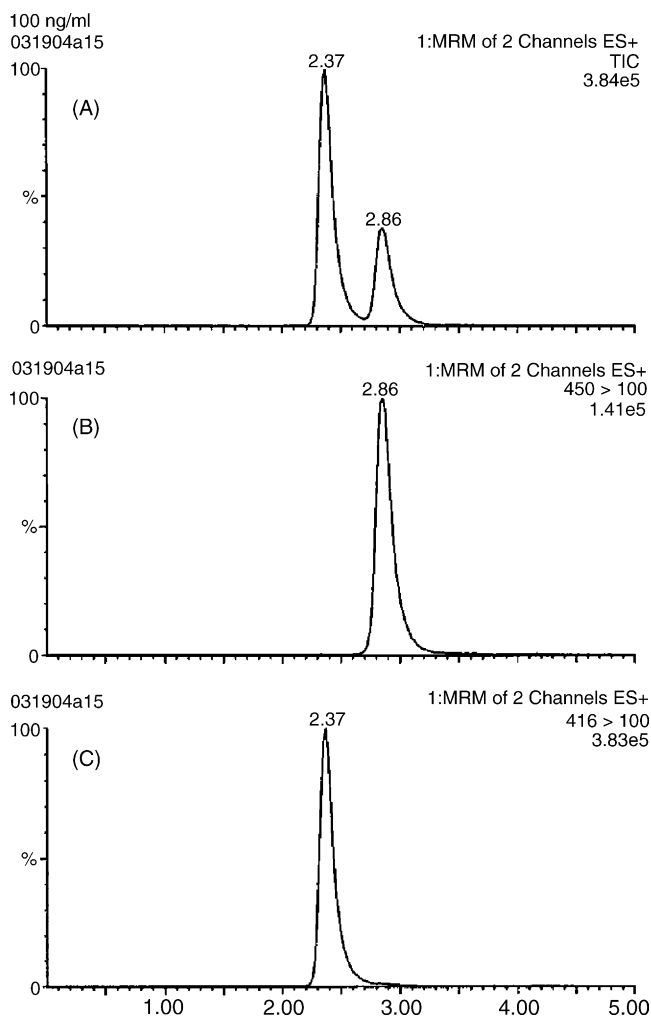 100 ng/ml
031904a15
1:MRM of 2 Channels ES+
TIC
3.84e5
100
2.37
(A)
%
2.86
0
031904a15
1:MRM of 2 Channels ES+
450 > 100
1.41e5
100
2.86
(B)
%
0
031904a15
1:MRM of 2 Channels ES+
416 > 100
3.83e5
100
2.37
(C)
%
0
1.00 2.00 3.00 4.00 5.00